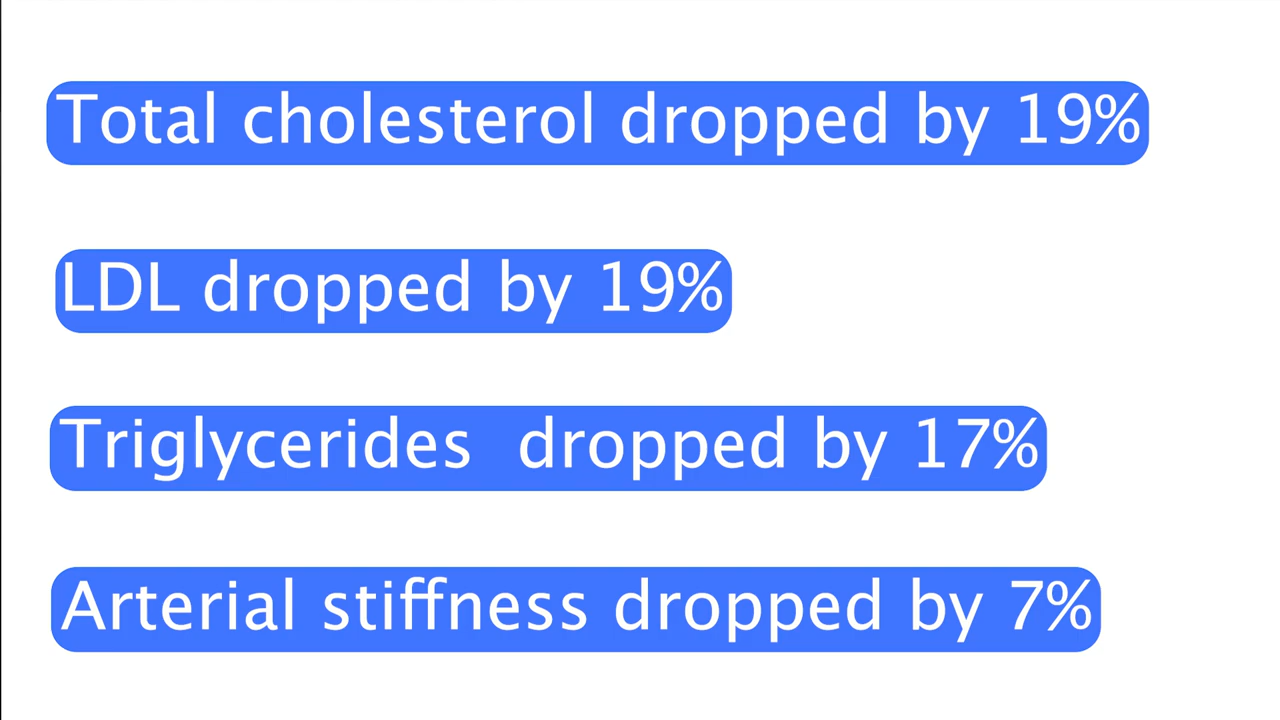 Total cholesterol dropped by 19%
LDL dropped by 19%
Triglycerides  dropped by 17%
Arterial stiffness dropped by 7%